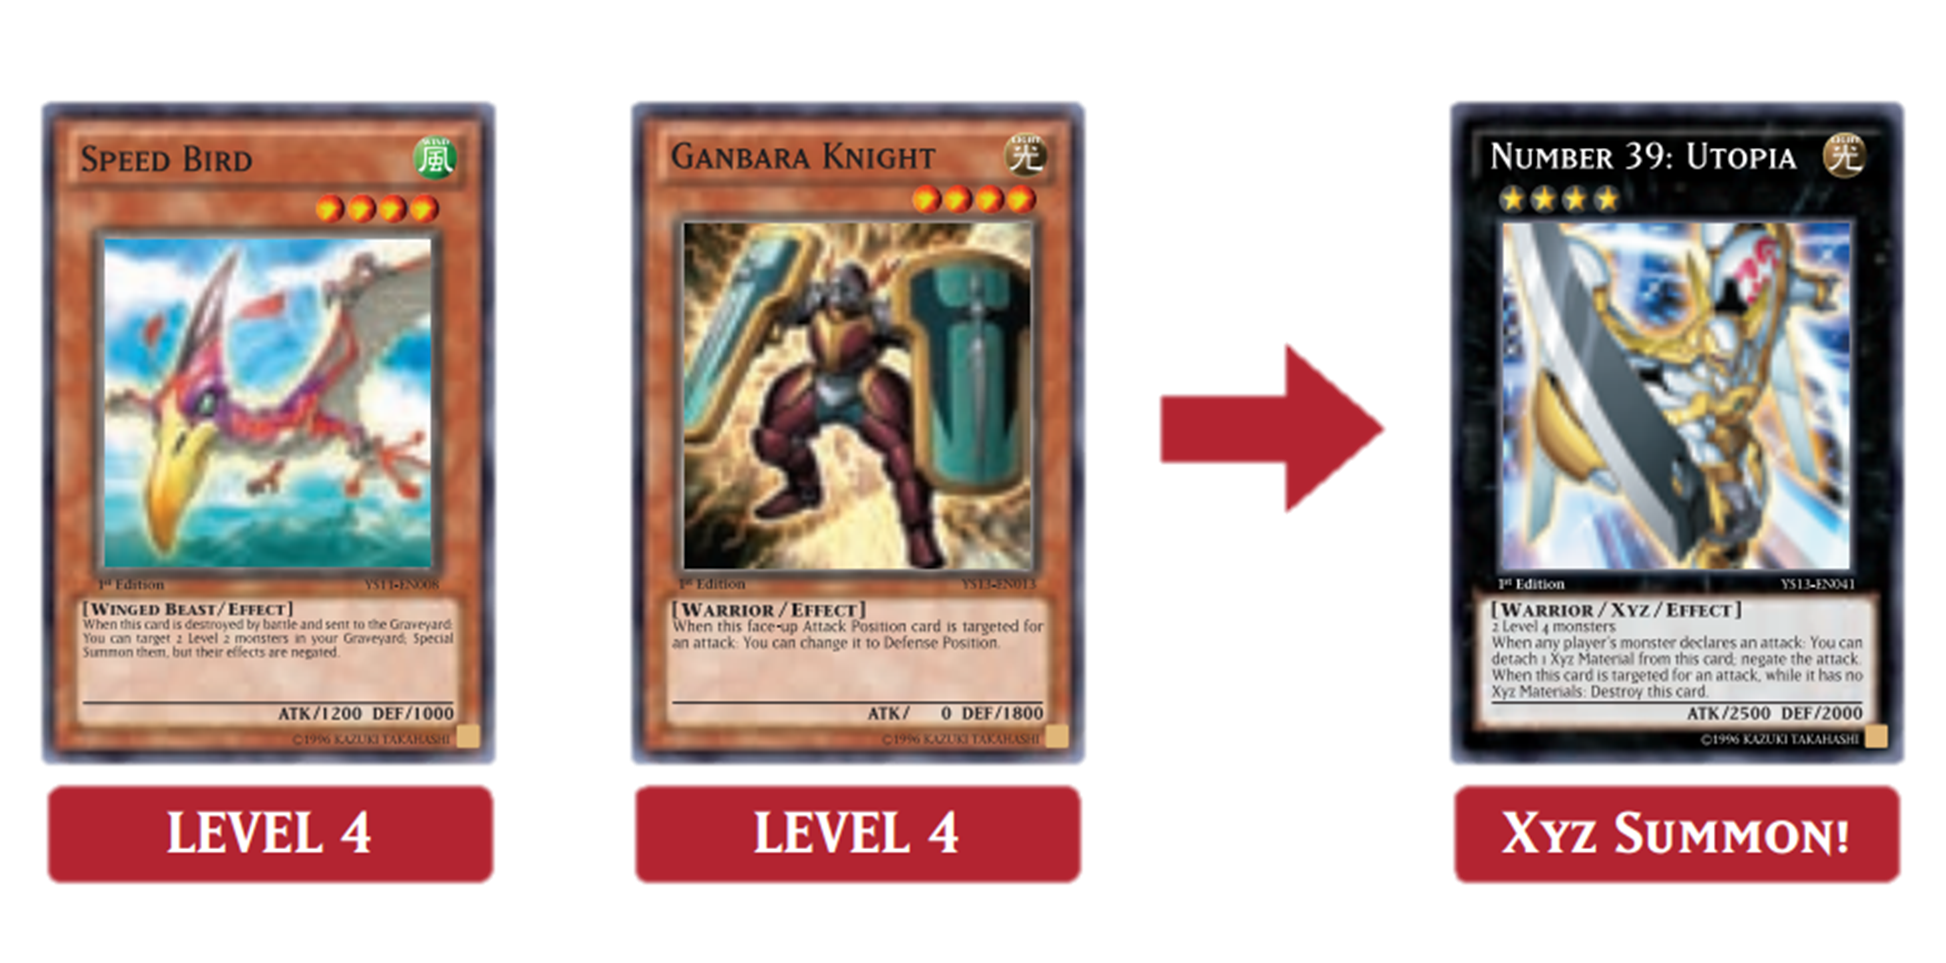 SPEED BIRD
WIND
風
1st Edition
YS11-EN008
[WINGED BEAST/EFFECT]
When this card is destroyed by battle and sent to the Graveyard:
You can target 2 Level 2 monsters in your Graveyard; Special
Summon them, but their effects are negated.
ATK/1200 DEF/1000
©1996 KAZUKI TAKAHASHI
LEVEL 4
GANBARA KNIGHT
LIGHT
光
1st Edition
YS13-EN013
[WARRIOR/EFFECT]
When this face-up Attack Position card is targeted for
an attack: You can change it to Defense Position.
ATK/ 0 DEF/1800
©1996 KAZUKI TAKAHASHI
LEVEL 4
NUMBER 39: UTOPIA
LIGHT
光
39
1st Edition
YS13-EN041
[WARRIOR/XYZ/EFFECT]
2 Level 4 monsters
When any player's monster declares an attack: You can
detach 1 Xyz Material from this card; negate the attack.
When this card is targeted for an attack, while it has no
Xyz Materials: Destroy this card.
ATK/2500 DEF/2000
©1996 KAZUKI TAKAHASHI
XYZ SUMMON!